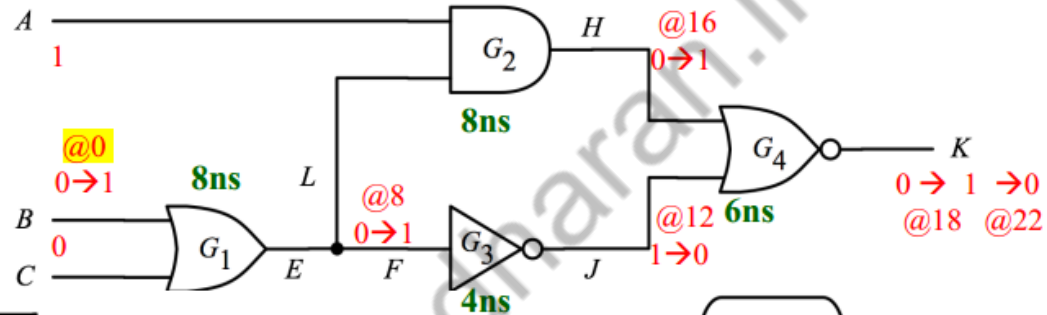 A
1
@0
0→1
B
0
C
8ns
G1
E
L
@8
0→1
F
G2
8ns
H
@16
0→1
G3
4ns
J
@12
1→0
G4
6ns
K
0 → 1 →0
@18 @22
dharan.i